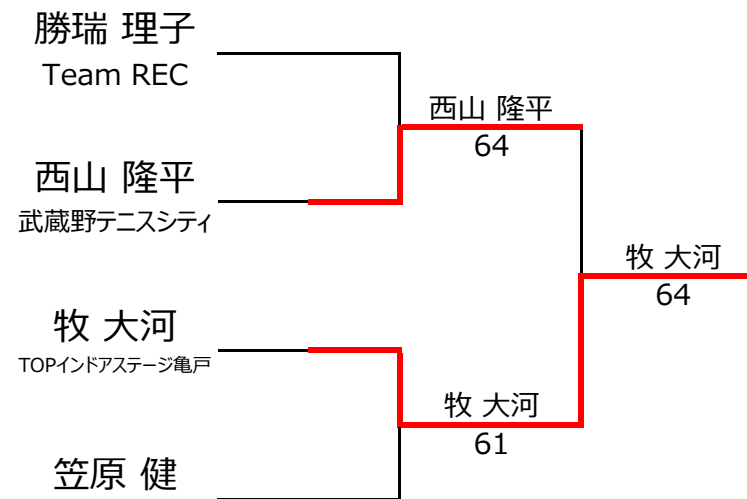 勝瑞 理子
Team REC
西山 隆平
64
西山 隆平
武蔵野テニスシティ
牧 大河
64
牧 大河
TOPインドアステージ亀戸
牧 大河
61
笠原 健